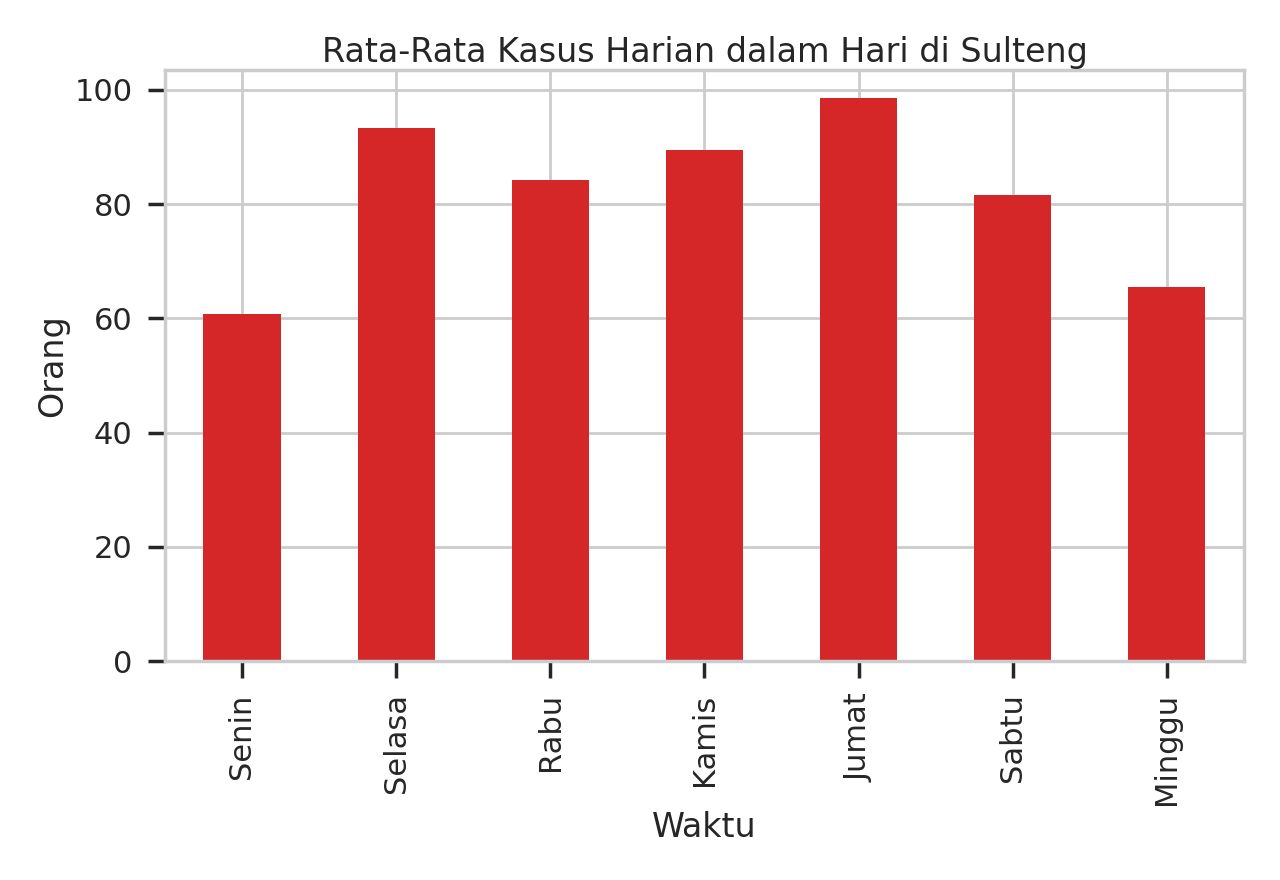 Rata-Rata Kasus Harian dalam Hari di Sulteng
100
80
60
40
20
0
Orang
Senin
Selasa
Rabu
Kamis
Jumat
Sabtu
Minggu
Waktu